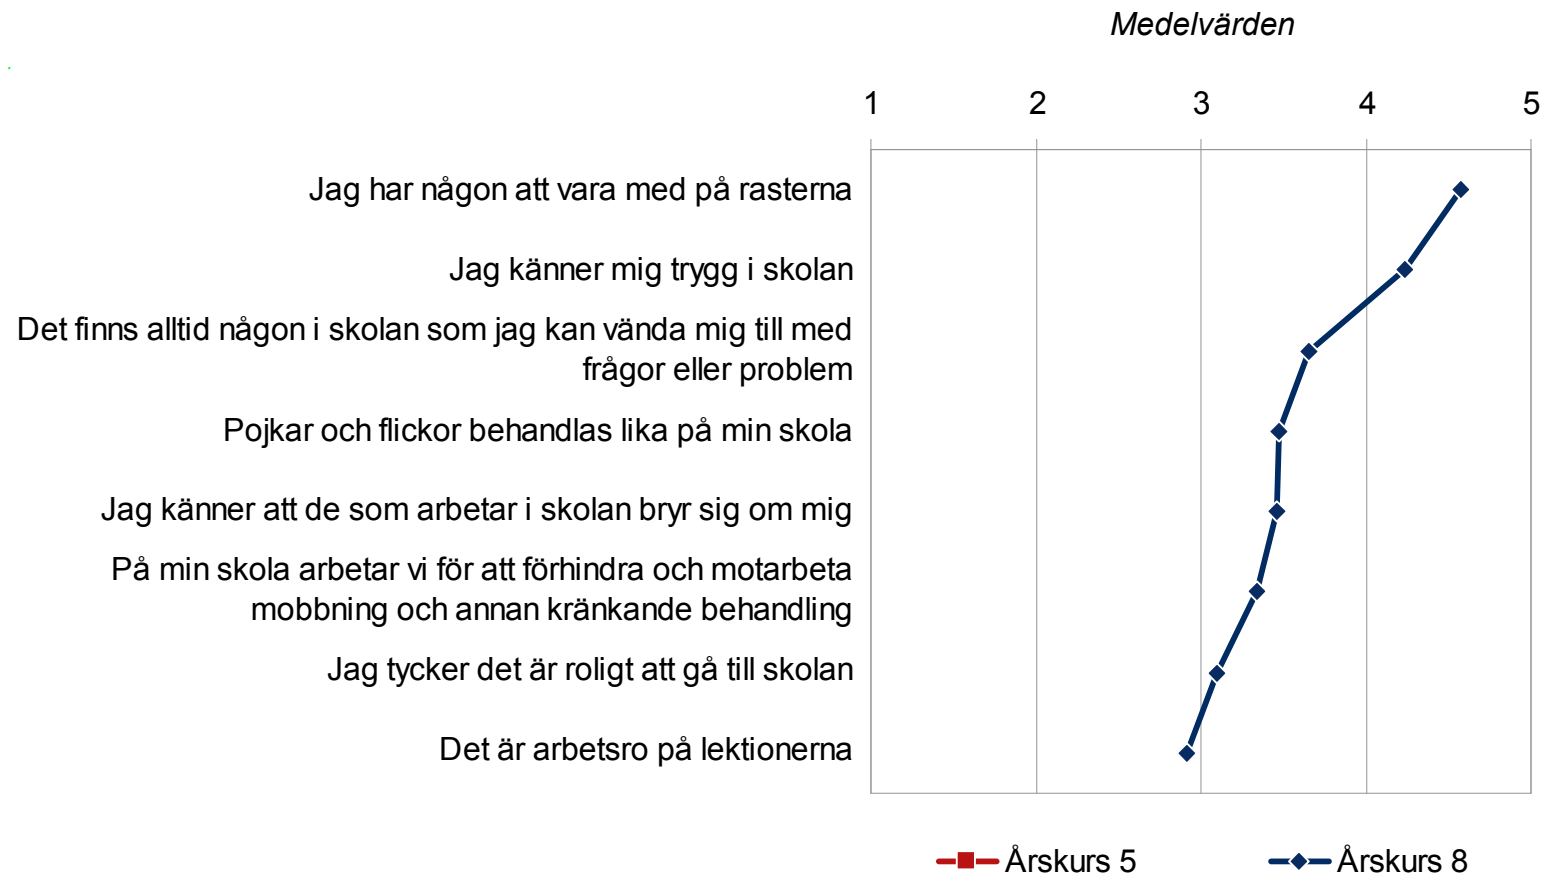 Medelvärden
1 2 3 4 5
Jag har någon att vara med på rasterna
Jag känner mig trygg i skolan
Det finns alltid någon i skolan som jag kan vända mig till med
frågor eller problem
Pojkar och flickor behandlas lika på min skola
Jag känner att de som arbetar i skolan bryr sig om mig
På min skola arbetar vi för att förhindra och motarbeta
mobbning och annan kränkande behandling
Jag tycker det är roligt att gå till skolan
Det är arbetsro på lektionerna
Årskurs 5 Årskurs 8